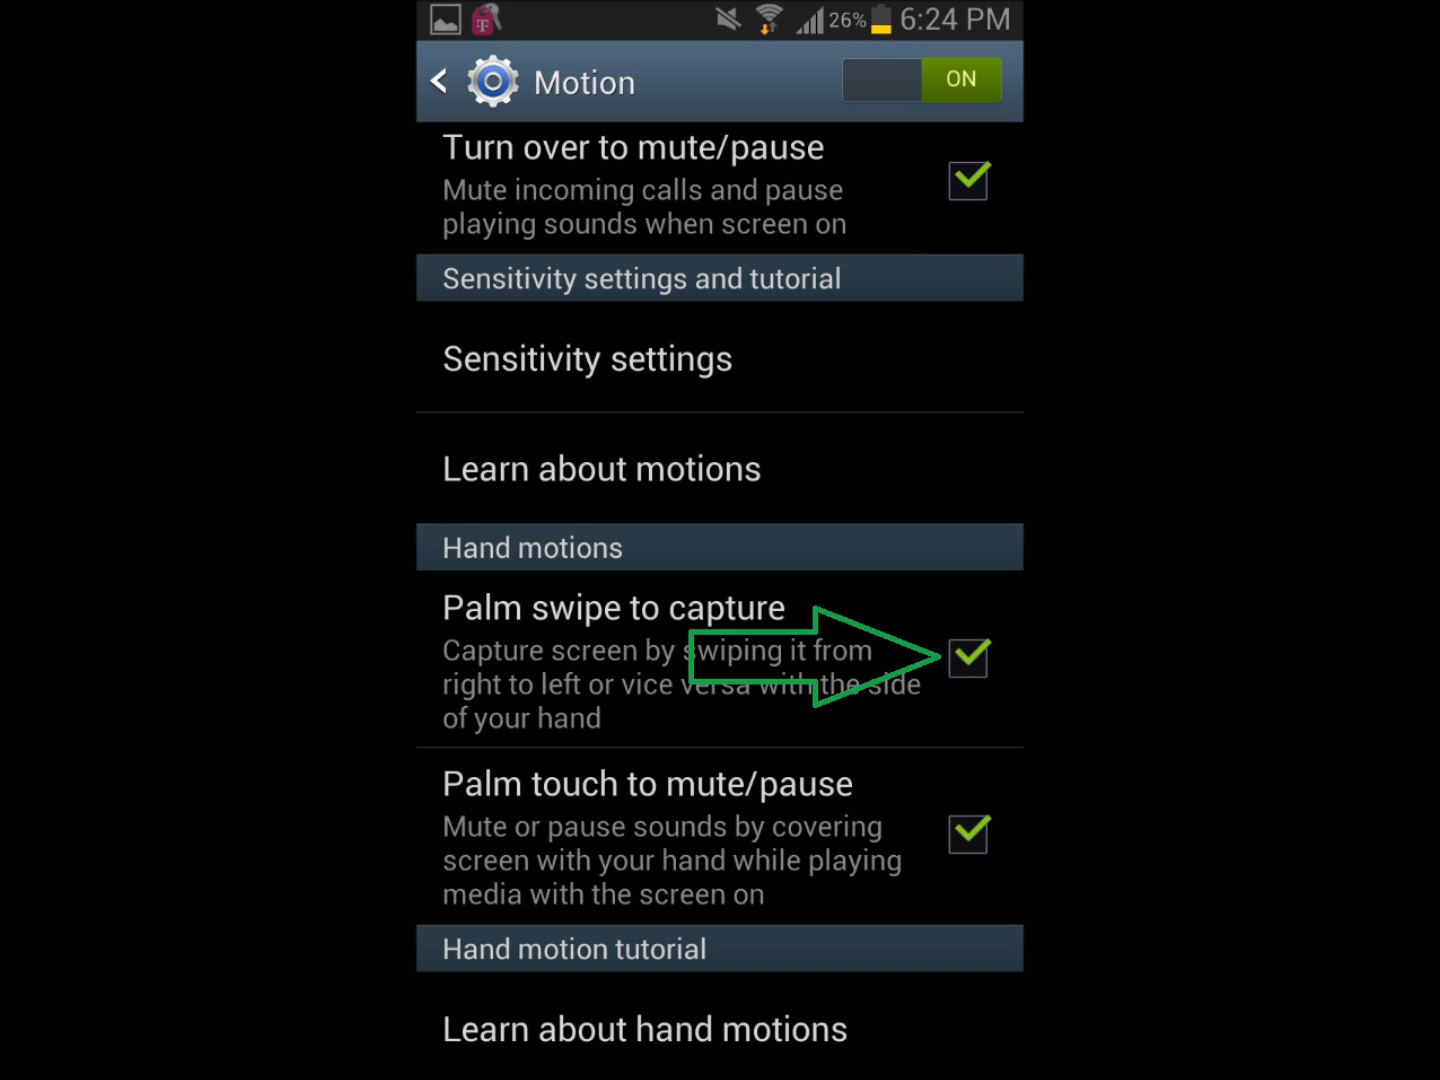 26% 6:24 PM
Motion ON
Turn over to mute/pause
Mute incoming calls and pause
playing sounds when screen on
Sensitivity settings and tutorial
Sensitivity settings
Learn about motions
Hand motions
Palm swipe to capture
Capture screen by swiping it from
right to left or vice versa with the side
of your hand
Palm touch to mute/pause
Mute or pause sounds by covering
screen with your hand while playing
media with the screen on
Hand motion tutorial
Learn about hand motions